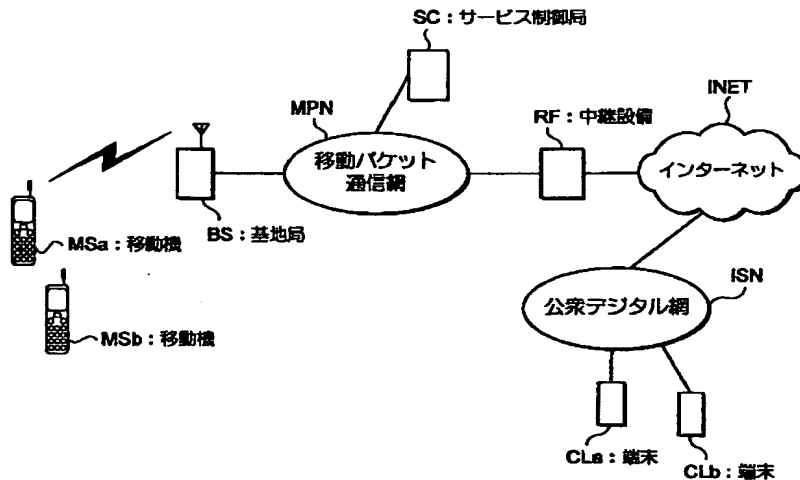 SC：サービス制御局
MPN
移動パケット
通信網
RF：中継設備
INET
インターネット
BS：基地局
MSa：移動機
MSb：移動機
ISN
公衆デジタル網
CLa：端末
CLb：端末